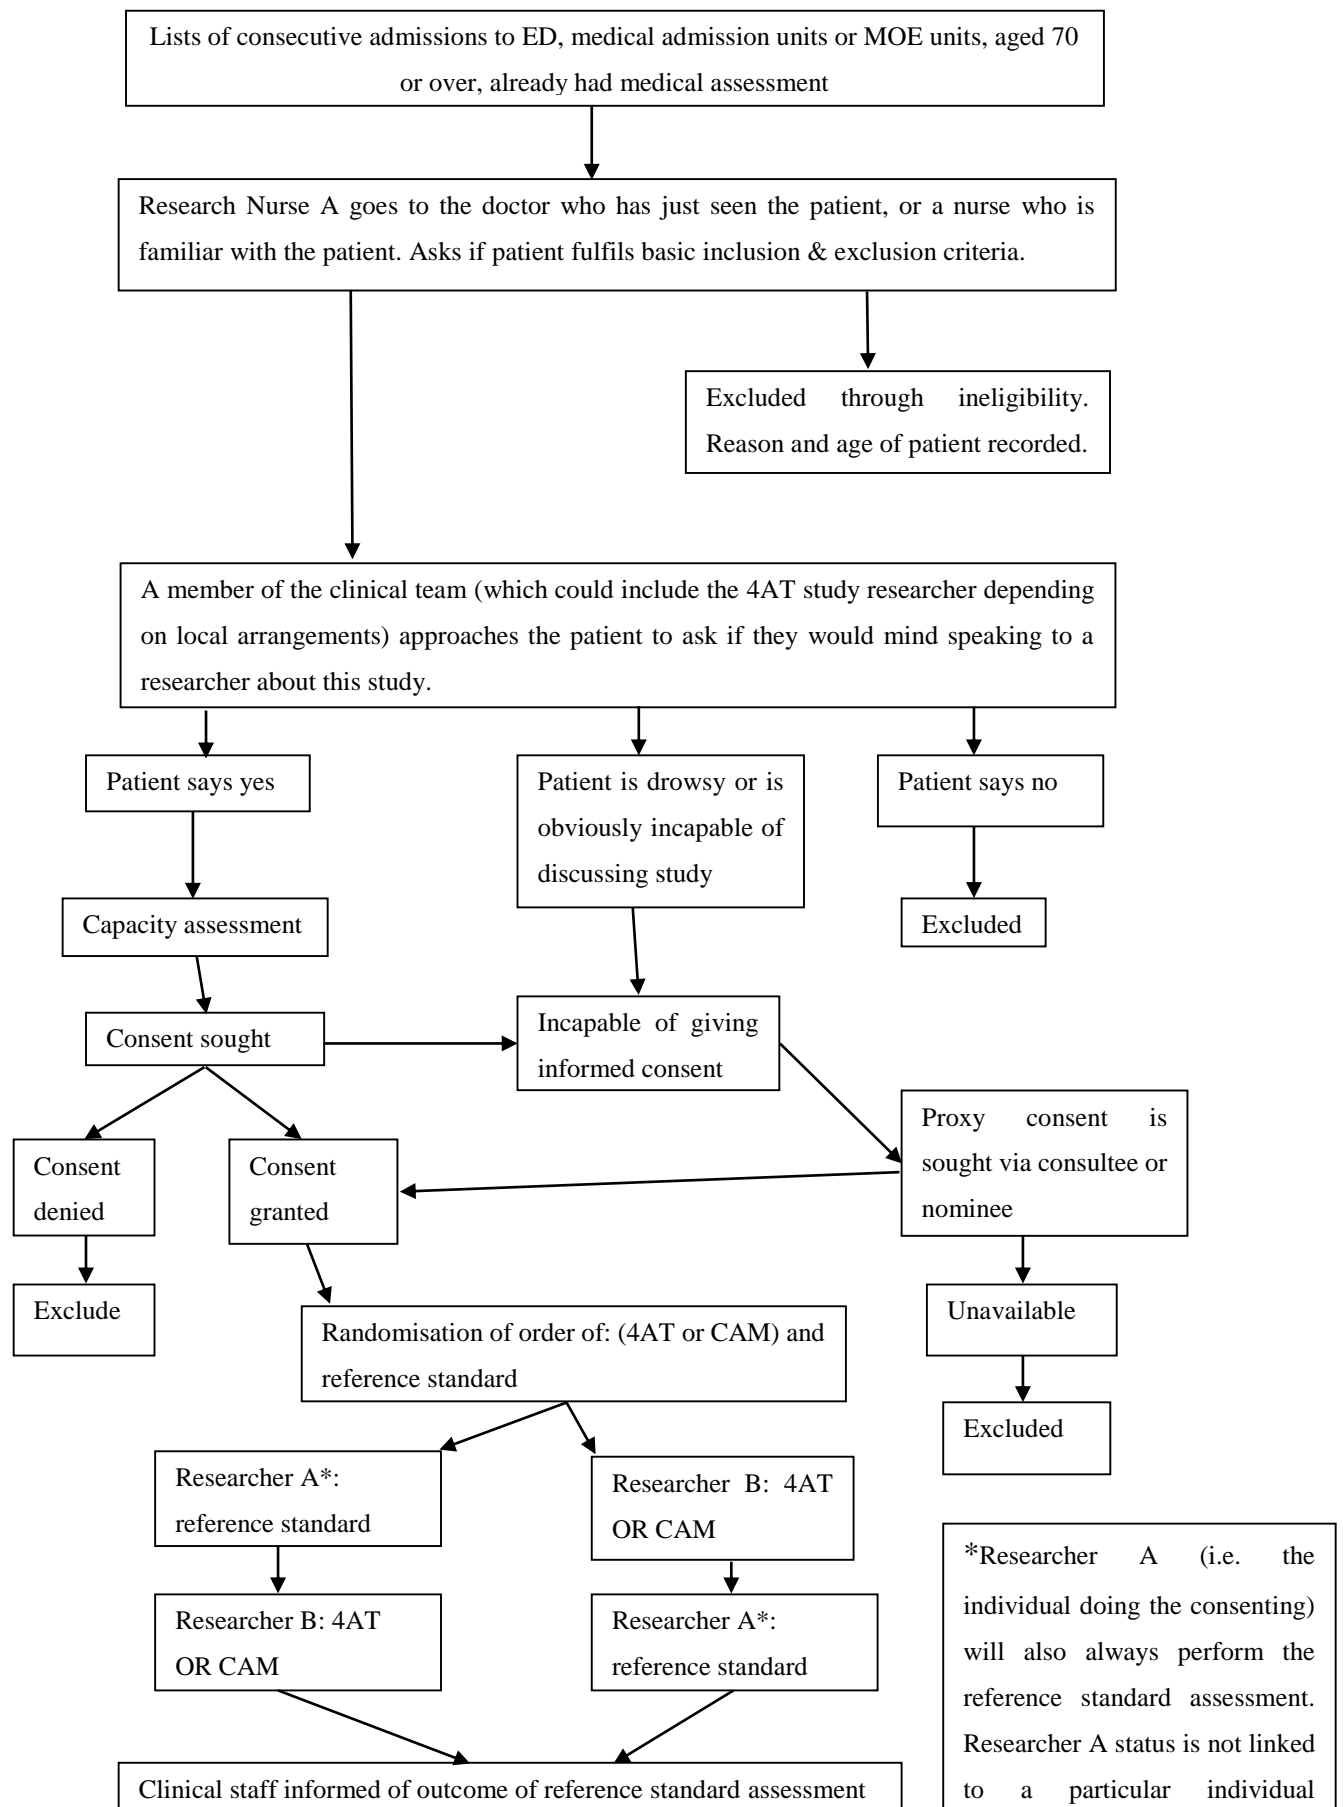 Lists of consecutive admissions to ED, medical admission units or MOE units, aged 70
or over, already had medical assessment
Research Nurse A goes to the doctor who has just seen the patient, or a nurse who is
familiar with the patient. Asks if patient fulfils basic inclusion & exclusion criteria.
Excluded through ineligibility.
Reason and age of patient recorded.
A member of the clinical team (which could include the 4AT study researcher depending
on local arrangements) approaches the patient to ask if they would mind speaking to a
researcher about this study.
Patient says yes
Patient is drowsy or is
obviously incapable of
discussing study
Patient says no
Capacity assessment
Excluded
Consent sought
Incapable of giving
informed consent
Proxy consent is
sought via consultee or
nominee
Consent
denied
Consent
granted
Exclude
Unavailable
Randomisation of order of: (4AT or CAM) and
reference standard
Excluded
Researcher A*:
reference standard
Researcher B: 4AT
OR CAM
Researcher B: 4AT
OR CAM
Researcher A*:
reference standard
*Researcher A (i.e. the
individual doing the consenting)
will also always perform the
reference standard assessment.
Researcher A status is not linked
to a particular individual
Clinical staff informed of outcome of reference standard assessment